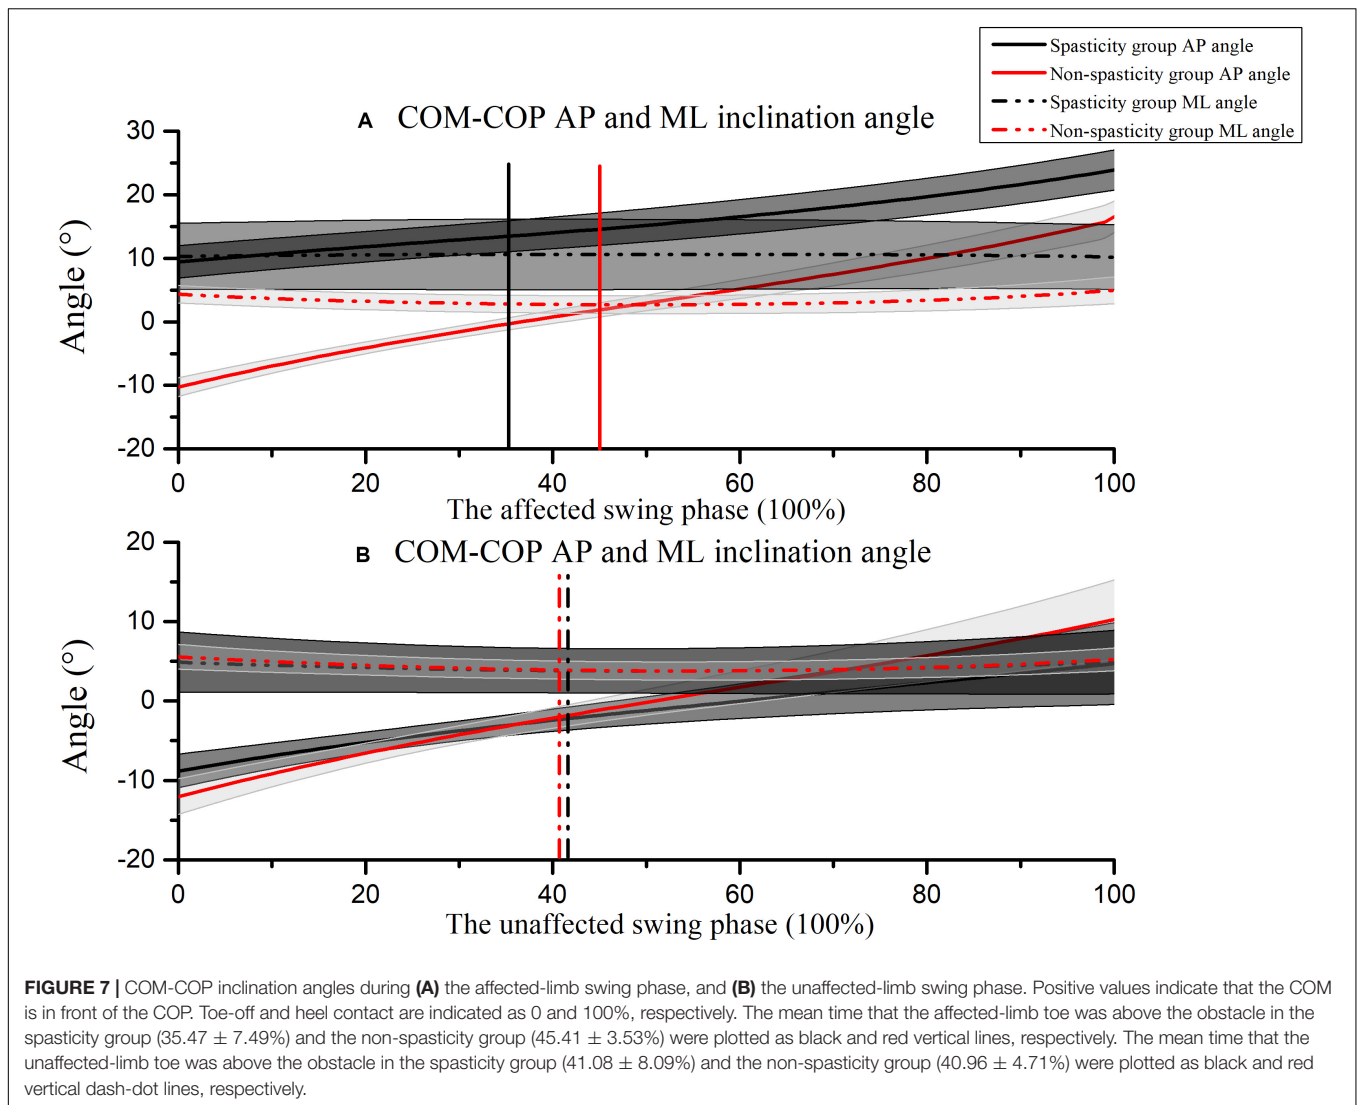 Spasticity group AP angle
Non-spasticity group AP angle
Spasticity group ML angle
Non-spasticity group ML angle
A COM-COP AP and ML inclination angle
30
20
10
0
-10
-20
Angle (°)
0 20 40 60 80 100
The affected swing phase (100%)
B COM-COP AP and ML inclination angle
20
10
0
-10
-20
Angle (°)
0 20 40 60 80 100
The unaffected swing phase (100%)
FIGURE 7 | COM-COP inclination angles during (A) the affected-limb swing phase, and (B) the unaffected-limb swing phase. Positive values indicate that the COM
is in front of the COP. Toe-off and heel contact are indicated as 0 and 100%, respectively. The mean time that the affected-limb toe was above the obstacle in the
spasticity group (35.47 ± 7.49%) and the non-spasticity group (45.41 ± 3.53%) were plotted as black and red vertical lines, respectively. The mean time that the
unaffected-limb toe was above the obstacle in the spasticity group (41.08 ± 8.09%) and the non-spasticity group (40.96 ± 4.71%) were plotted as black and red
vertical dash-dot lines, respectively.